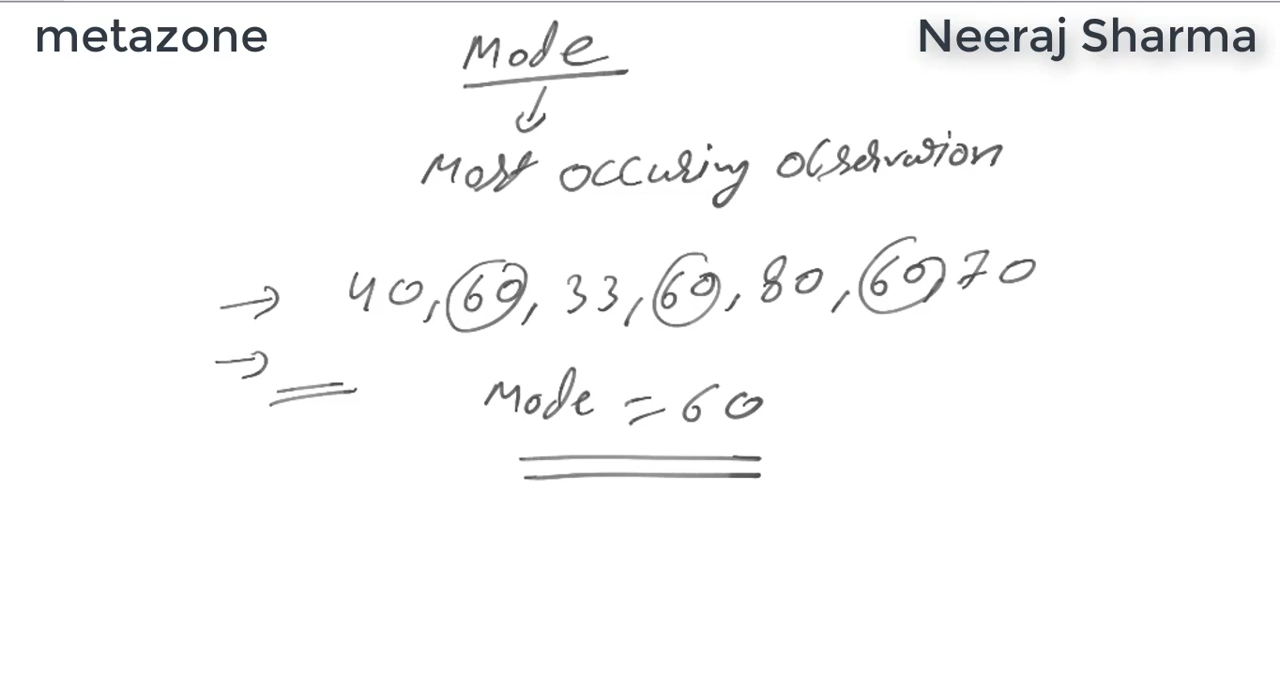 metazone
Neeraj Sharma
Mode
Most occuring observation
40, 60, 33, 60, 80, 60, 70
Mode = 60